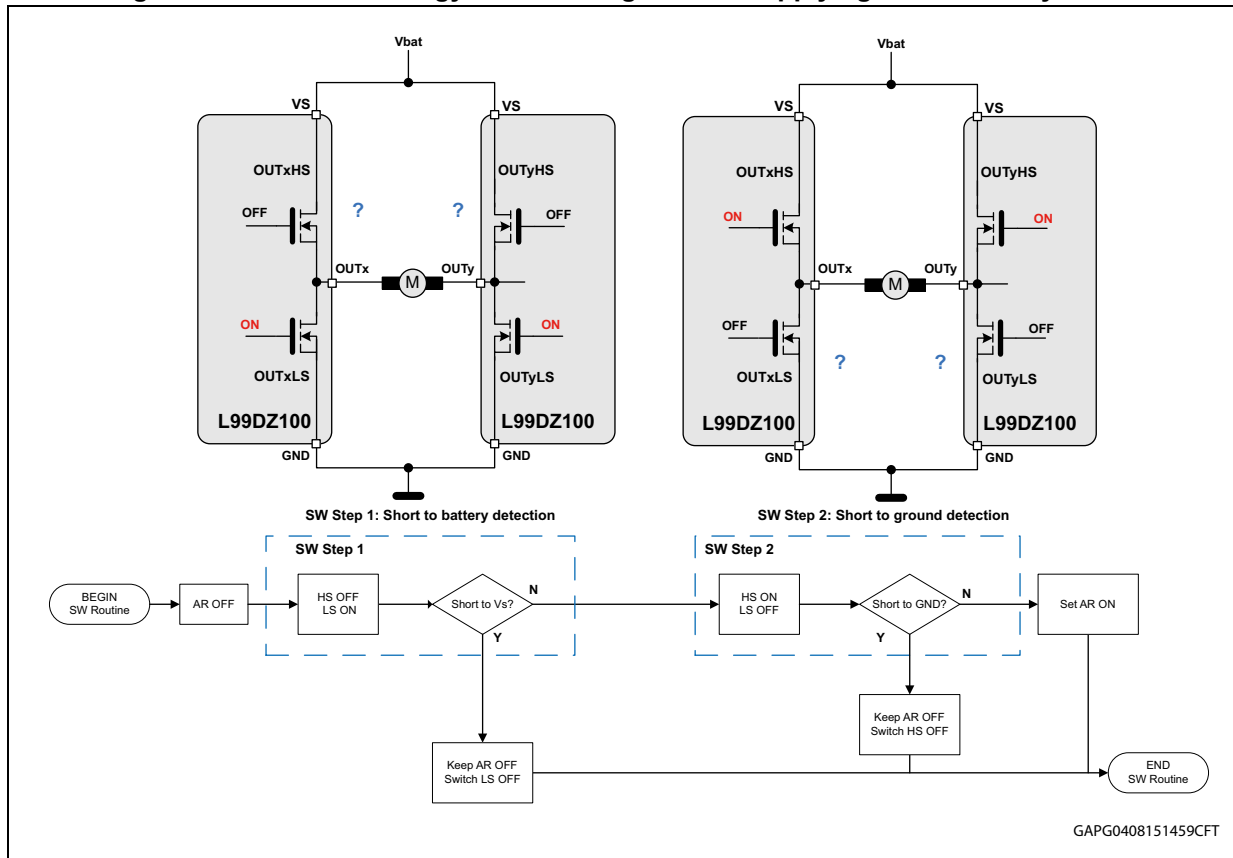 Vbat
VS
VS
OUTxHS
OUTyHS
OFF
?
?
OFF
OUTx
OUTy
M
ON
ON
OUTxLS
OUTyLS
L99DZ100
L99DZ100
GND
GND
SW Step 1: Short to battery detection
Vbat
VS
VS
OUTxHS
OUTyHS
ON
ON
OUTx
OUTy
M
OFF
OFF
?
?
OUTxLS
OUTyLS
L99DZ100
L99DZ100
GND
GND
SW Step 2: Short to ground detection
SW Step 1
SW Step 2
BEGIN
SW Routine
AR OFF
HS OFF
LS ON
Short to Vs?
N
Y
HS ON
LS OFF
Short to GND?
N
Y
Set AR ON
Keep AR OFF
Switch HS OFF
Keep AR OFF
Switch LS OFF
END
SW Routine
GAPG0408151459CFT